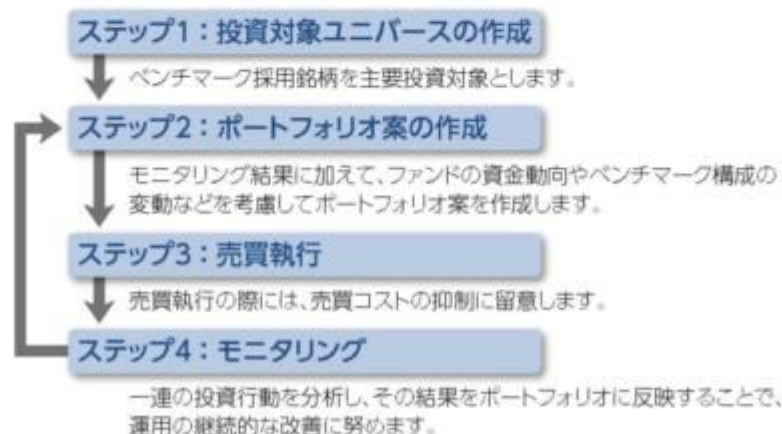 ステップ1：投資対象ユニバースの作成
ベンチマーク採用銘柄を主要投資対象とします。
ステップ2：ポートフォリオ案の作成
モニタリング結果に加えて、ファンドの資金動向やベンチマーク構成の
変動などを考慮してポートフォリオ案を作成します。
ステップ3：売買執行
売買執行の際には、売買コストの抑制に留意します。
ステップ4：モニタリング
一連の投資行動を分析し、その結果をポートフォリオに反映することで、
運用の継続的な改善に努めます。